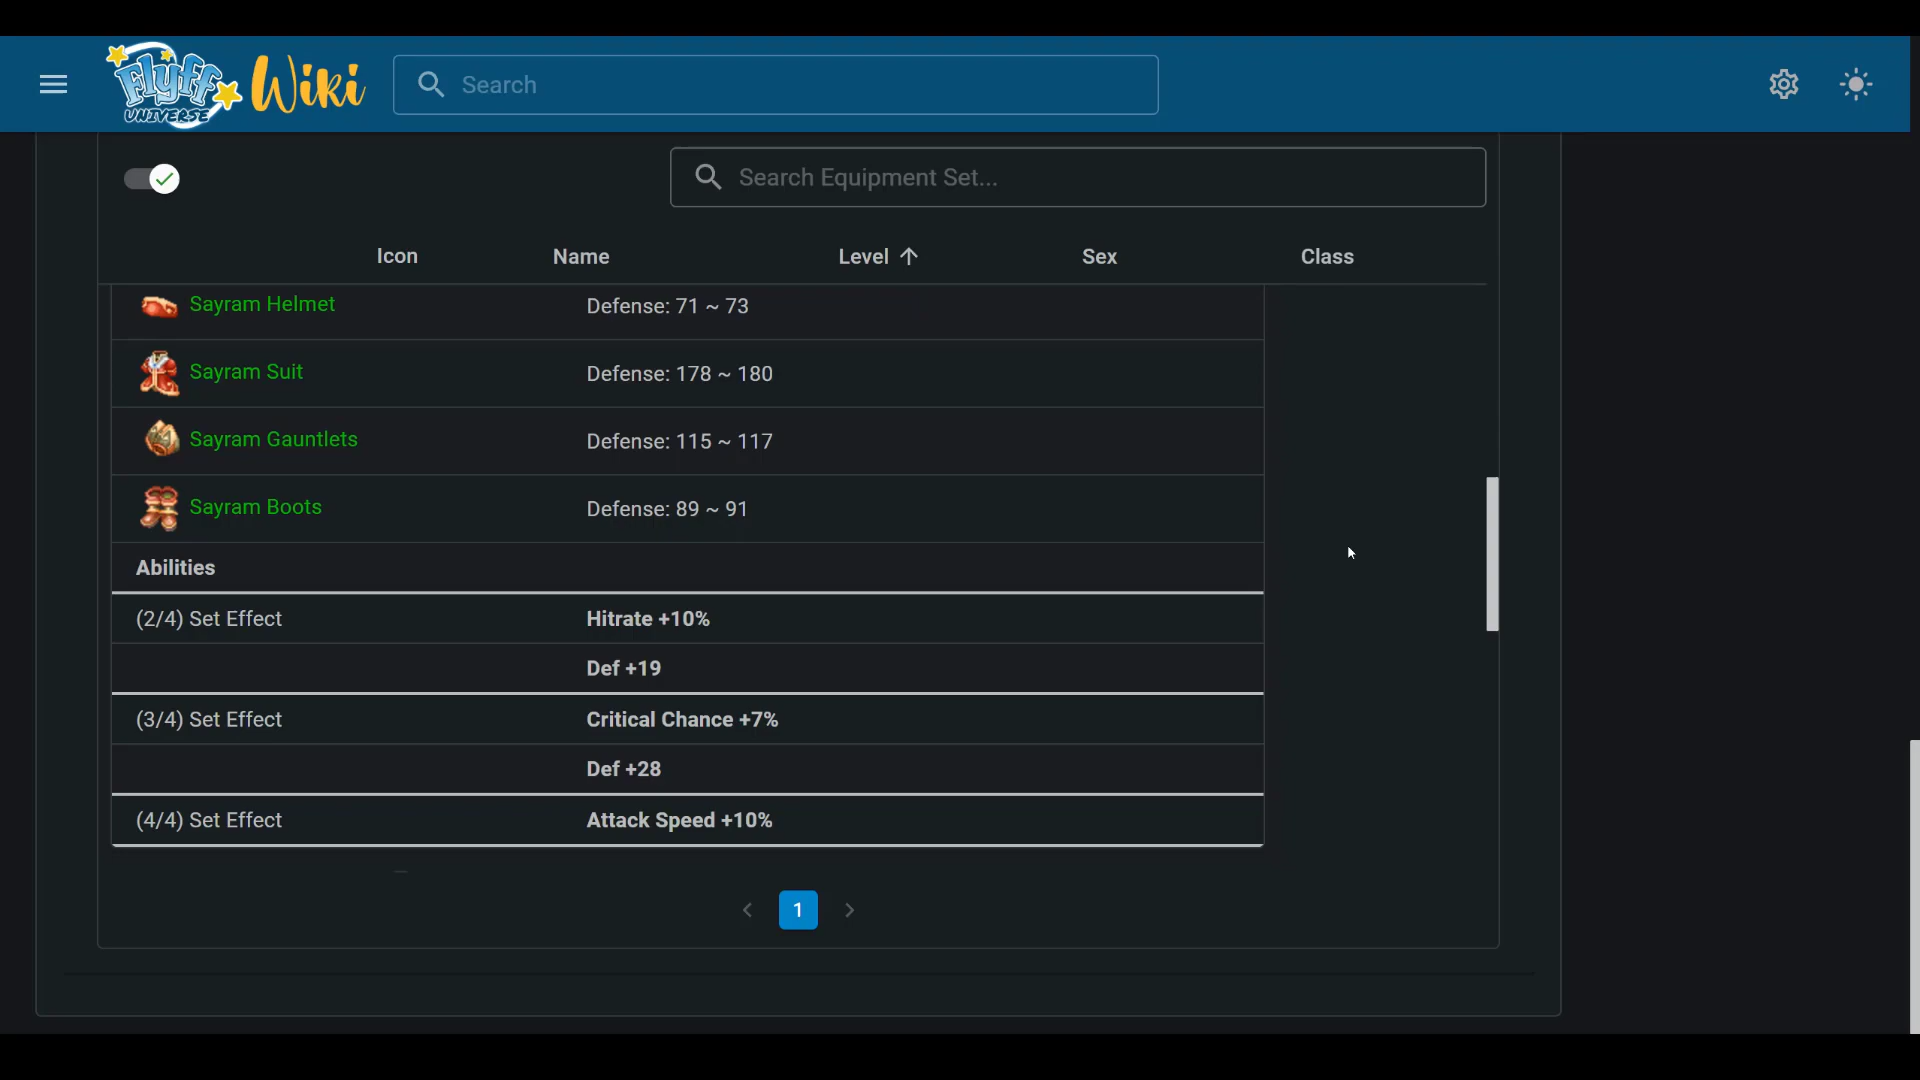 Flyff
UNIVERSE
Wiki
Search
Search Equipment Set...
Icon Name Level Sex Class
Sayram Helmet Defense: 71 ~ 73
Sayram Suit Defense: 178 ~ 180
Sayram Gauntlets Defense: 115 ~ 117
Sayram Boots Defense: 89 ~ 91
Abilities
(2/4) Set Effect Hitrate +10%
Def +19
(3/4) Set Effect Critical Chance +7%
Def +28
(4/4) Set Effect Attack Speed +10%
1